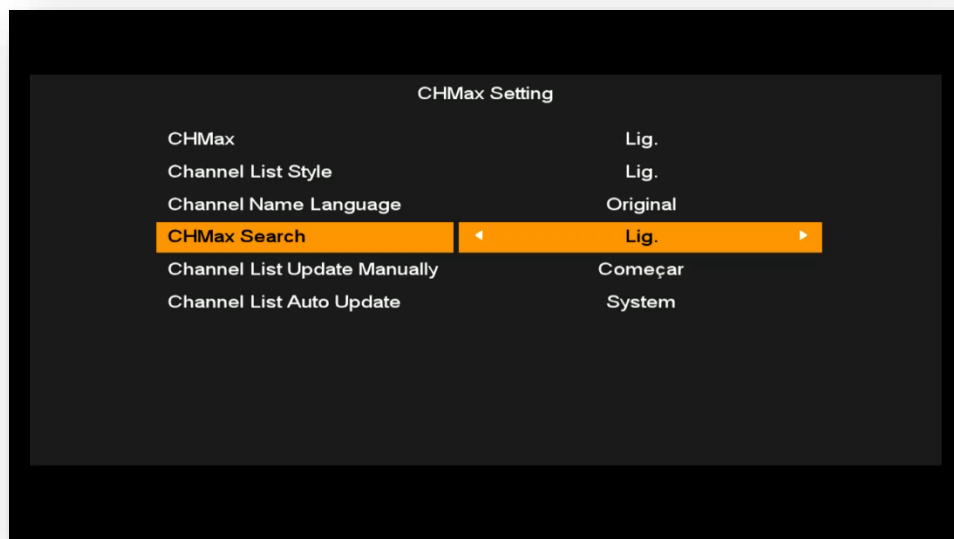 CHMax Setting
CHMax Lig.
Channel List Style Lig.
Channel Name Language Original
CHMax Search Lig.
Channel List Update Manually Começar
Channel List Auto Update System